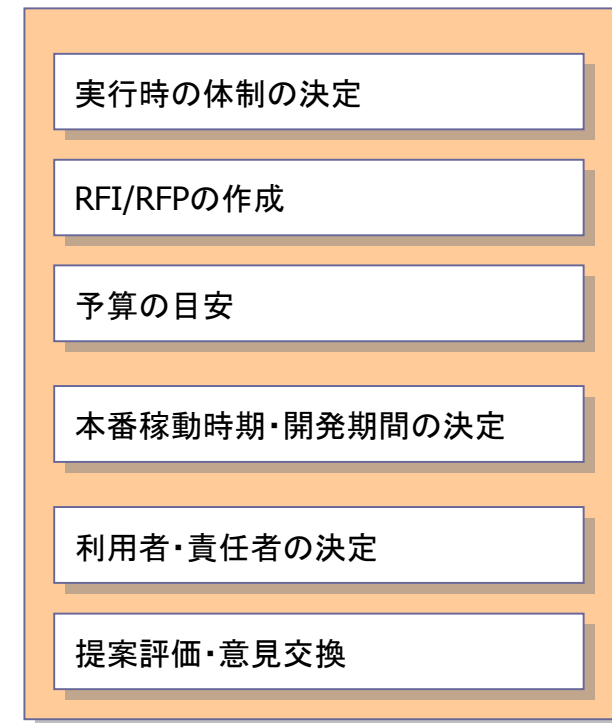 実行時の体制の決定
RFI/RFPの作成
予算の目安
本番稼動時期・開発期間の決定
利用者・責任者の決定
提案評価・意見交換